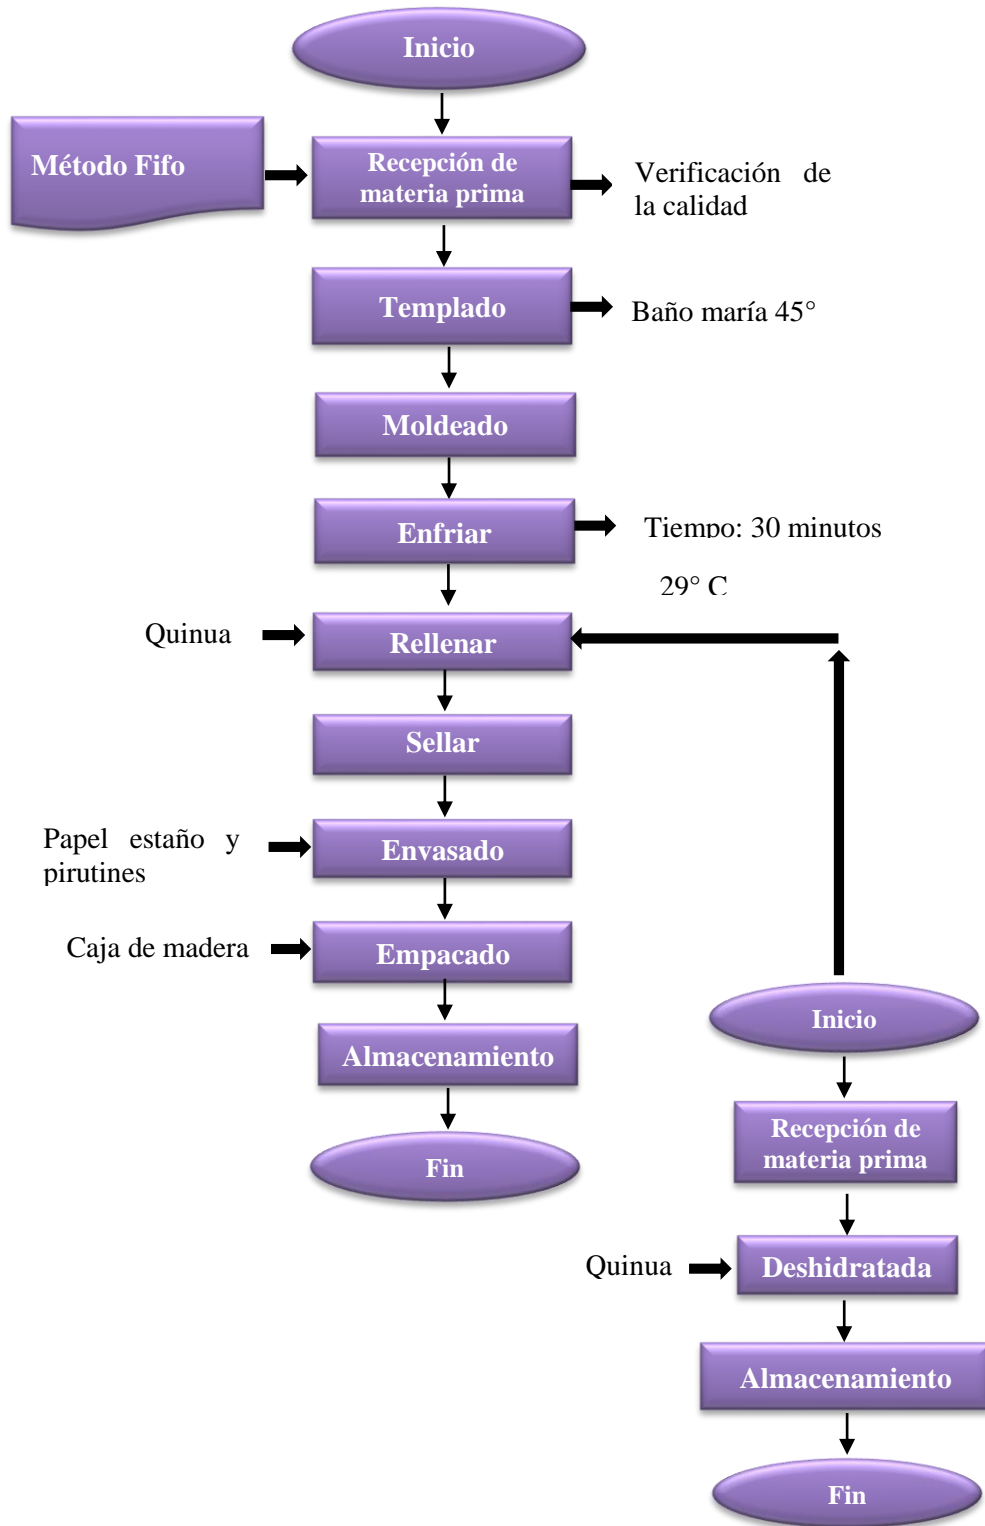 Inicio
Método Fifo
Recepción de
materia prima
Verificación de
la calidad
Templado
Baño maría 45°
Moldeado
Enfriar
Tiempo: 30 minutos
29° C
Quinua
Rellenar
Sellar
Papel estaño y
pirutines
Envasado
Caja de madera
Empacado
Almacenamiento
Fin
Inicio
Recepción de
materia prima
Quinua
Deshidratada
Almacenamiento
Fin